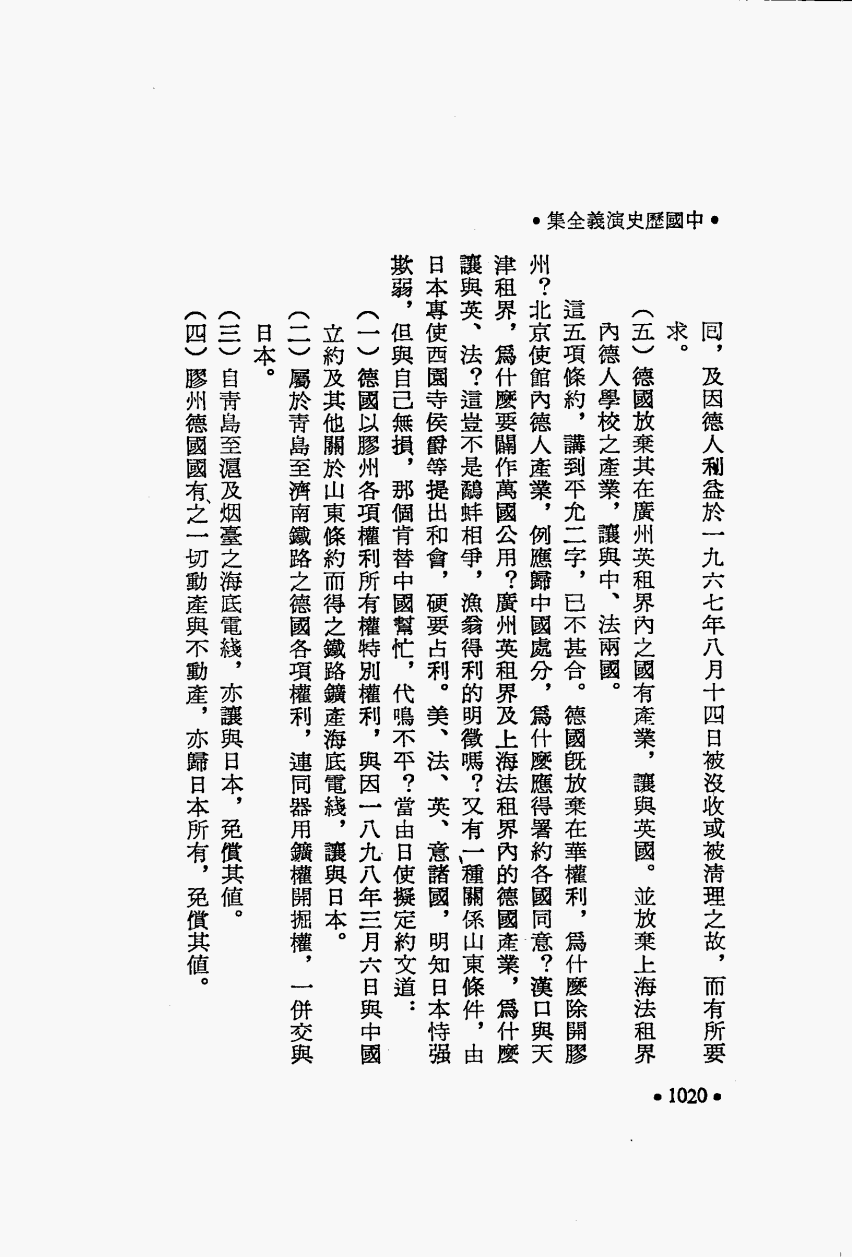 •中國歷史演義全集•
囘，及因德人利益於一九六七年八月十四日被沒收或被清理之故，而有所要
求。
（五）德國放棄其在廣州英租界內之國有產業，讓與英國。並放棄上海法租界
內德人學校之產業，讓與中、法兩國。
這五項條約，講到平允二字，已不甚合。德國旣放棄在華權利，爲什麼除開膠
州？北京使館內德人產業，例應歸中國處分，爲什麼應得署約各國同意？漢口與天
津租界，爲什麼要闢作萬國公用？廣州英租界及上海法租界內的德國產業，爲什麼
讓與英、法？這豈不是鷸蚌相爭，漁翁得利的明徵嗎？又有一種關係山東條件，由
日本專使西園寺侯爵等提出和會，硬要占利。美、法、英、意諸國，明知日本恃强
欺弱，但與自己無損，那個肯替中國幫忙，代鳴不平？當由日使擬定約文道：
（一）德國以膠州各項權利所有權特別權利，與因一八九八年三月六日與中國
立約及其他關於山東條約而得之鐵路鑛產海底電綫，讓與日本。
（二）屬於青島至濟南鐵路之德國各項權利，連同器用鑛權開掘權，一併交與
日本。
（三）自青島至滬及烟臺之海底電綫，亦讓與日本，免償其値。
（四）膠州德國國有之一切動產與不動產，亦歸日本所有，免償其値。
•1020•